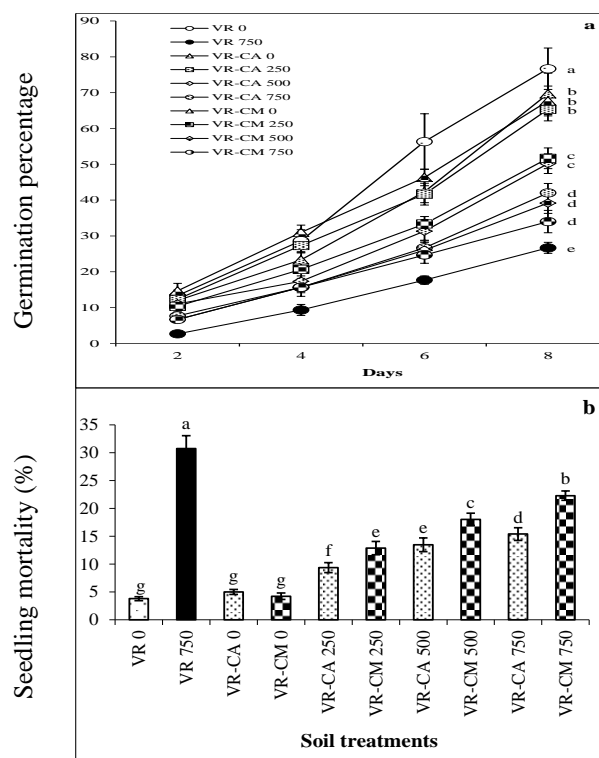 Germination percentage
90
80
70
60
50
40
30
20
10
0
a
VR 0
VR 750
VR-CA 0
VR-CA 250
VR-CA 500
VR-CA 750
VR-CM 0
VR-CM 250
VR-CM 500
VR-CM 750
a
b
b
b
c
c
d
d
d
e
2 4 6 8
Days
Seedling mortality (%)
35
30
25
20
15
10
5
0
b
g a g g f e e c d b
VR 0
VR 750
VR-CA 0
VR-CM 0
VR-CA 250
VR-CM 250
VR-CA 500
VR-CM 500
VR-CA 750
VR-CM 750
Soil treatments